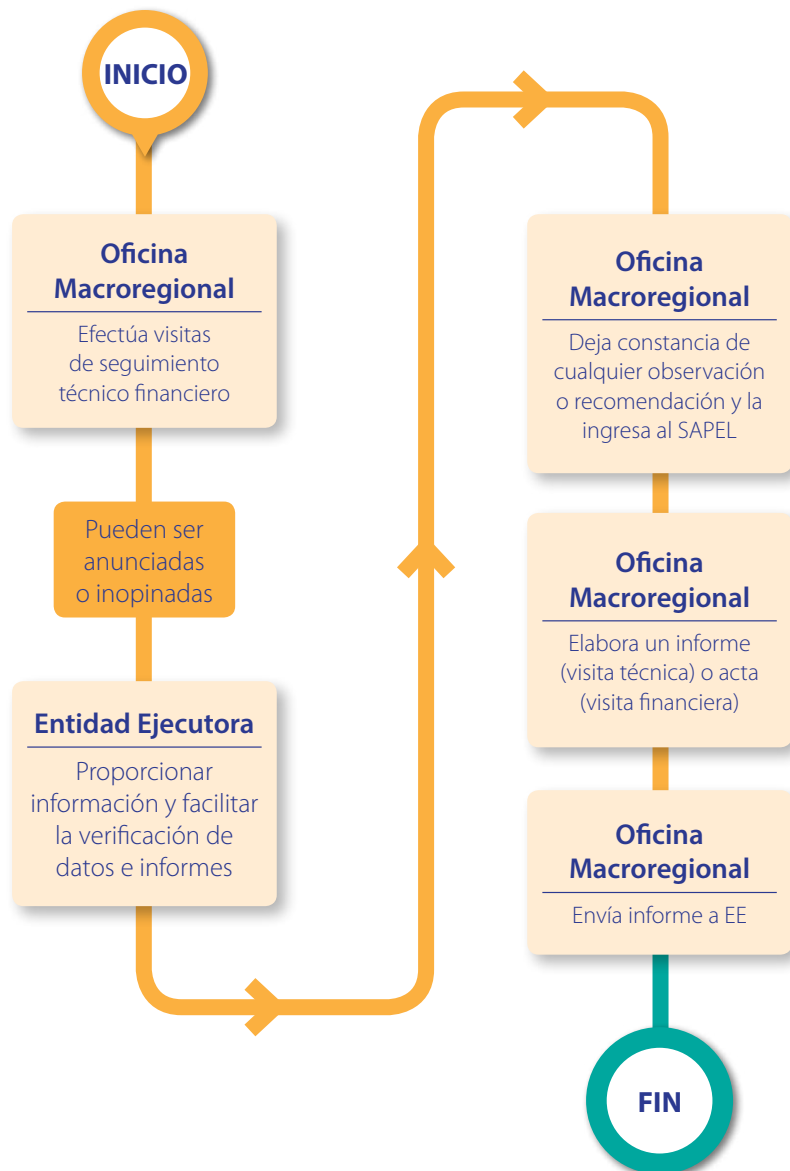 INICIO
Oficina
Macroregional
Efectúa visitas
de seguimiento
técnico financiero
Pueden ser
anunciadas
o inopinadas
Entidad Ejecutora
Proporcionar
información y facilitar
la verificación de
datos e informes
Oficina
Macroregional
Deja constancia de
cualquier observación
o recomendación y la
ingresa al SAPEL
Oficina
Macroregional
Elabora un informe
(visita técnica) o acta
(visita financiera)
Oficina
Macroregional
Envía informe a EE
FIN